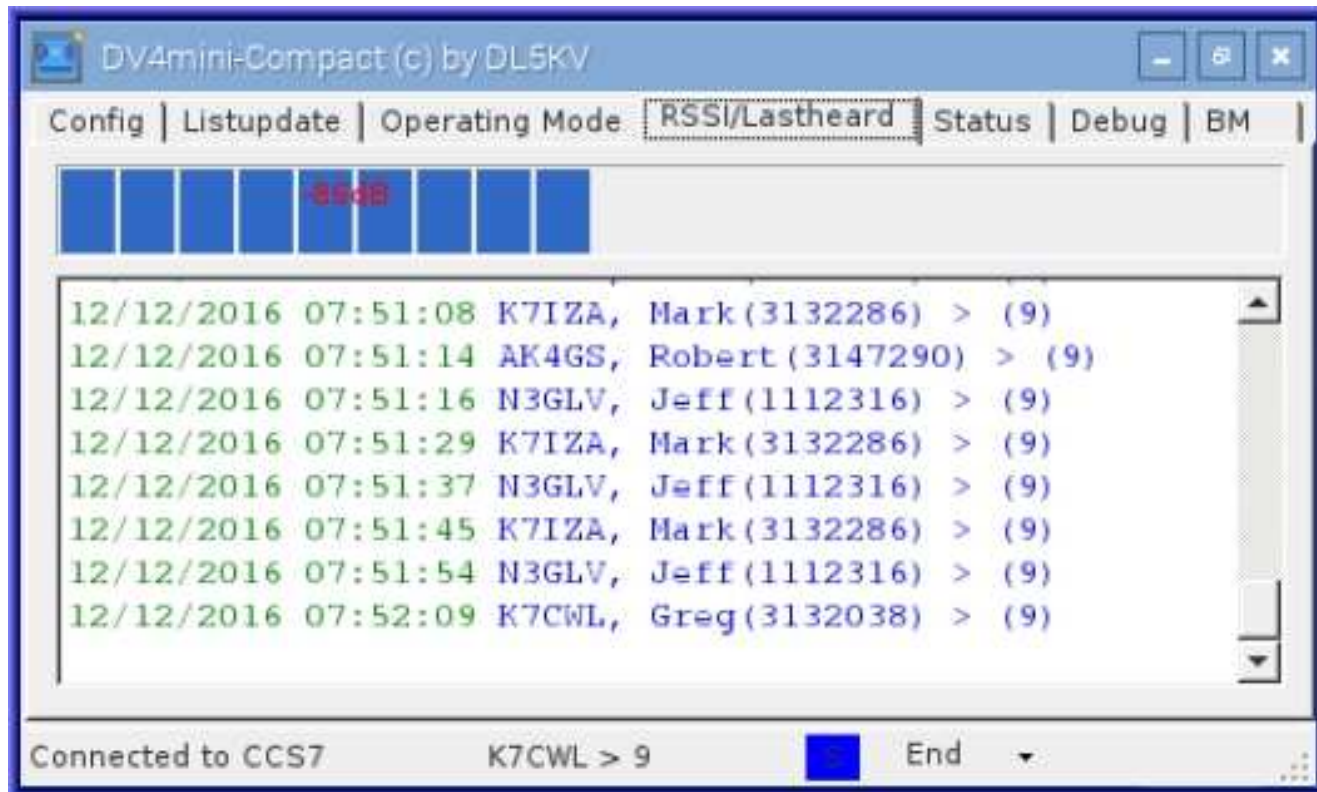 DV4mini-Compact (c) by DL5KV
Config | Listupdate | Operating Mode | RSSI/Lastheard | Status | Debug | BM |
12/12/2016 07:51:08 K7IZA, Mark(3132286) > (9)
12/12/2016 07:51:14 AK4GS, Robert(3147290) > (9)
12/12/2016 07:51:16 N3GLV, Jeff(1112316) > (9)
12/12/2016 07:51:29 K7IZA, Mark(3132286) > (9)
12/12/2016 07:51:37 N3GLV, Jeff(1112316) > (9)
12/12/2016 07:51:45 K7IZA, Mark(3132286) > (9)
12/12/2016 07:51:54 N3GLV, Jeff(1112316) > (9)
12/12/2016 07:52:09 K7CWL, Greg(3132038) > (9)
Connected to CCS7 K7CWL > 9 End